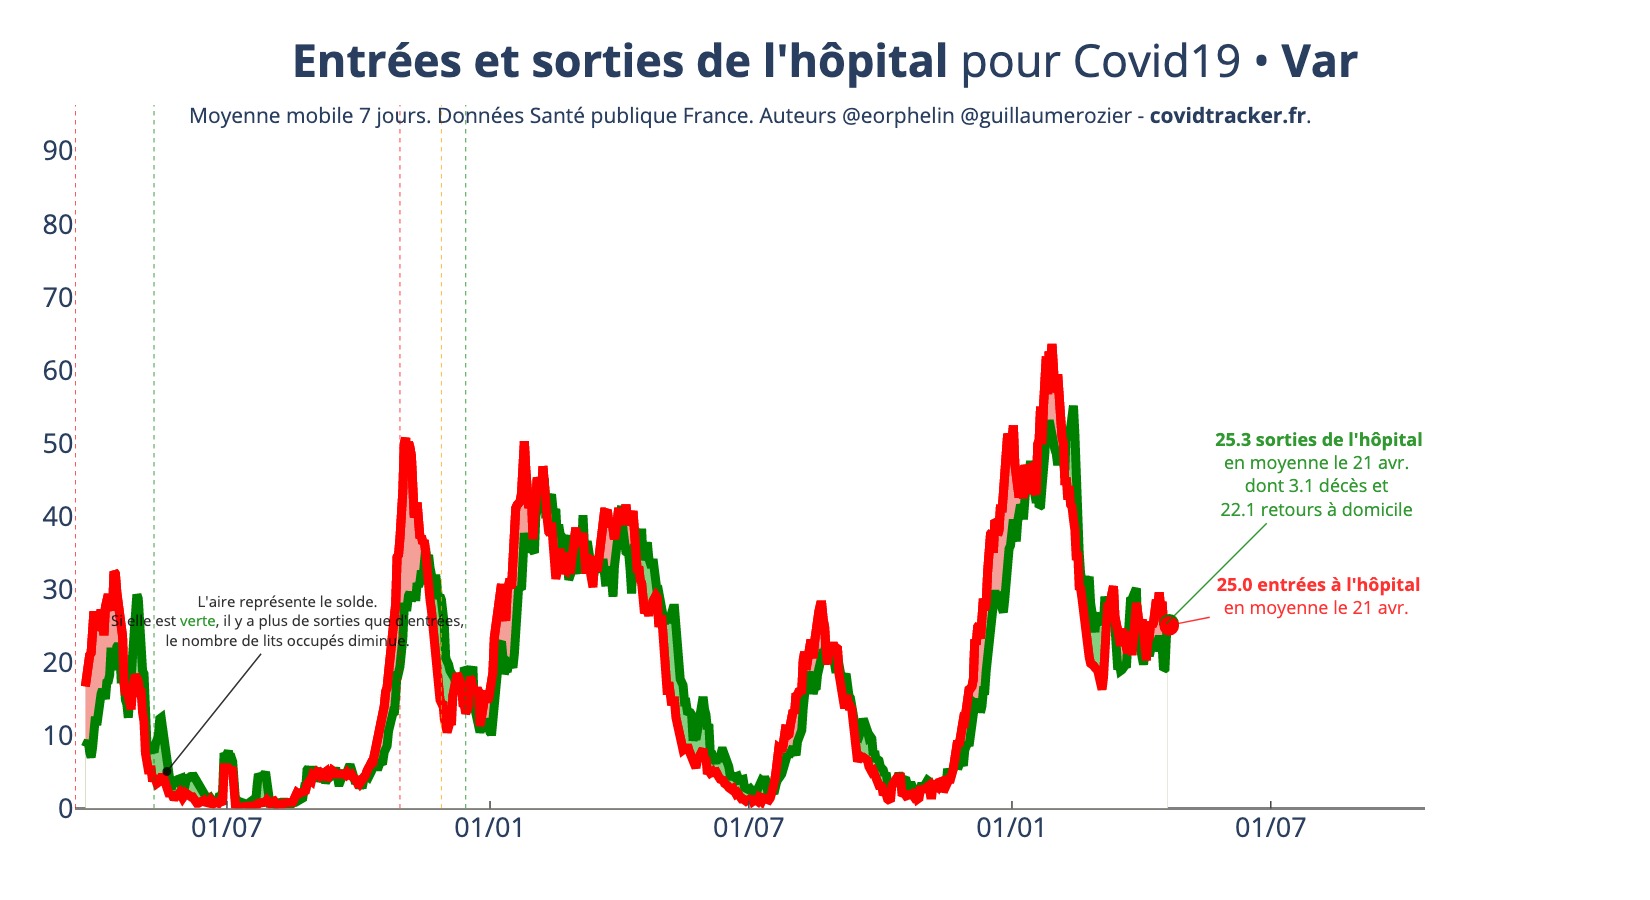 Entrées et sorties de l'hôpital pour Covid19 • Var
Moyenne mobile 7 jours. Données Santé publique France. Auteurs @eorphelin @guillaumerozier - covidtracker.fr.
90
80
70
60
50
40
30
20
10
0
25.3 sorties de l'hôpital
en moyenne le 21 avr.
dont 3.1 décès et
22.1 retours à domicile
25.0 entrées à l'hôpital
en moyenne le 21 avr.
L'aire représente le solde.
Si elle est verte, il y a plus de sorties que d'entrées,
le nombre de lits occupés diminue.
01/07
01/01
01/07
01/01
01/07